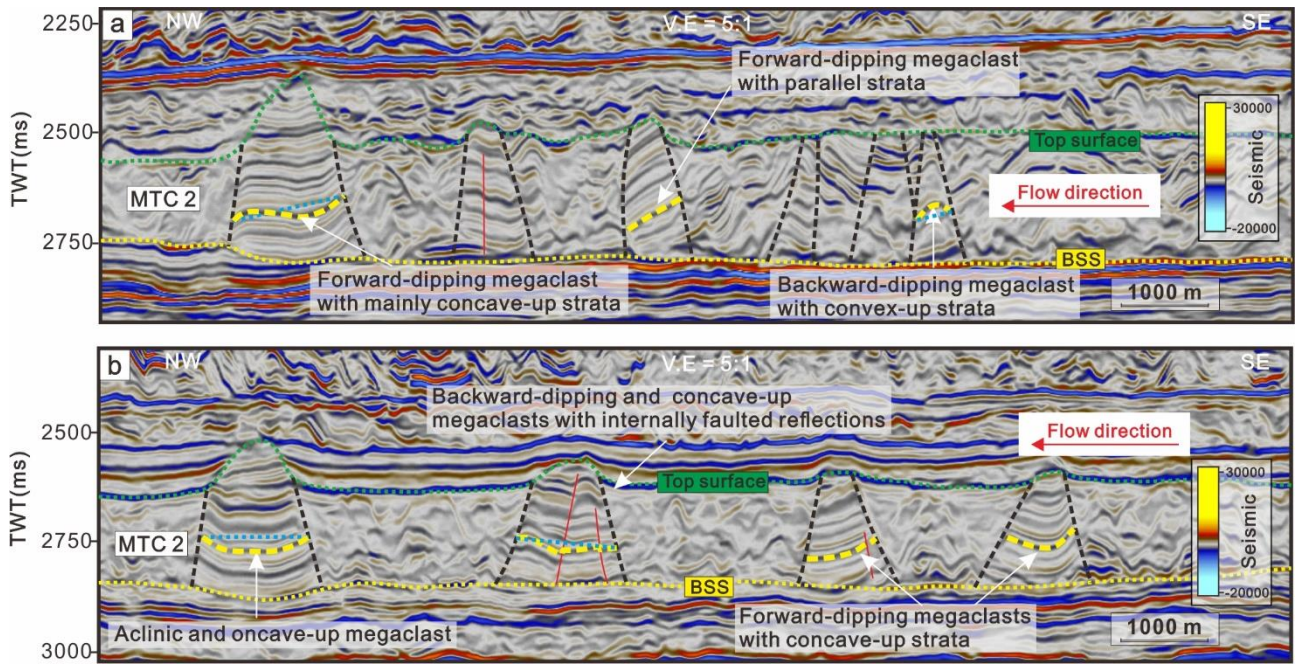 a
NW
V.E = 5:1
SE
2250
2500
2750
TWT(ms)
Forward-dipping megaclast
with parallel strata
30000
-20000
Seismic
Top surface
MTC 2
Flow direction
BSS
Forward-dipping megaclast
with mainly concave-up strata
Backward-dipping megaclast
with convex-up strata
1000 m
b
NW
V.E = 5:1
SE
2500
2750
3000
TWT(ms)
Backward-dipping and concave-up
megaclasts with internally faulted reflections
Flow direction
30000
-20000
Seismic
Top surface
MTC 2
BSS
Aclinic and oncave-up megaclast
Forward-dipping megaclasts
with concave-up strata
1000 m